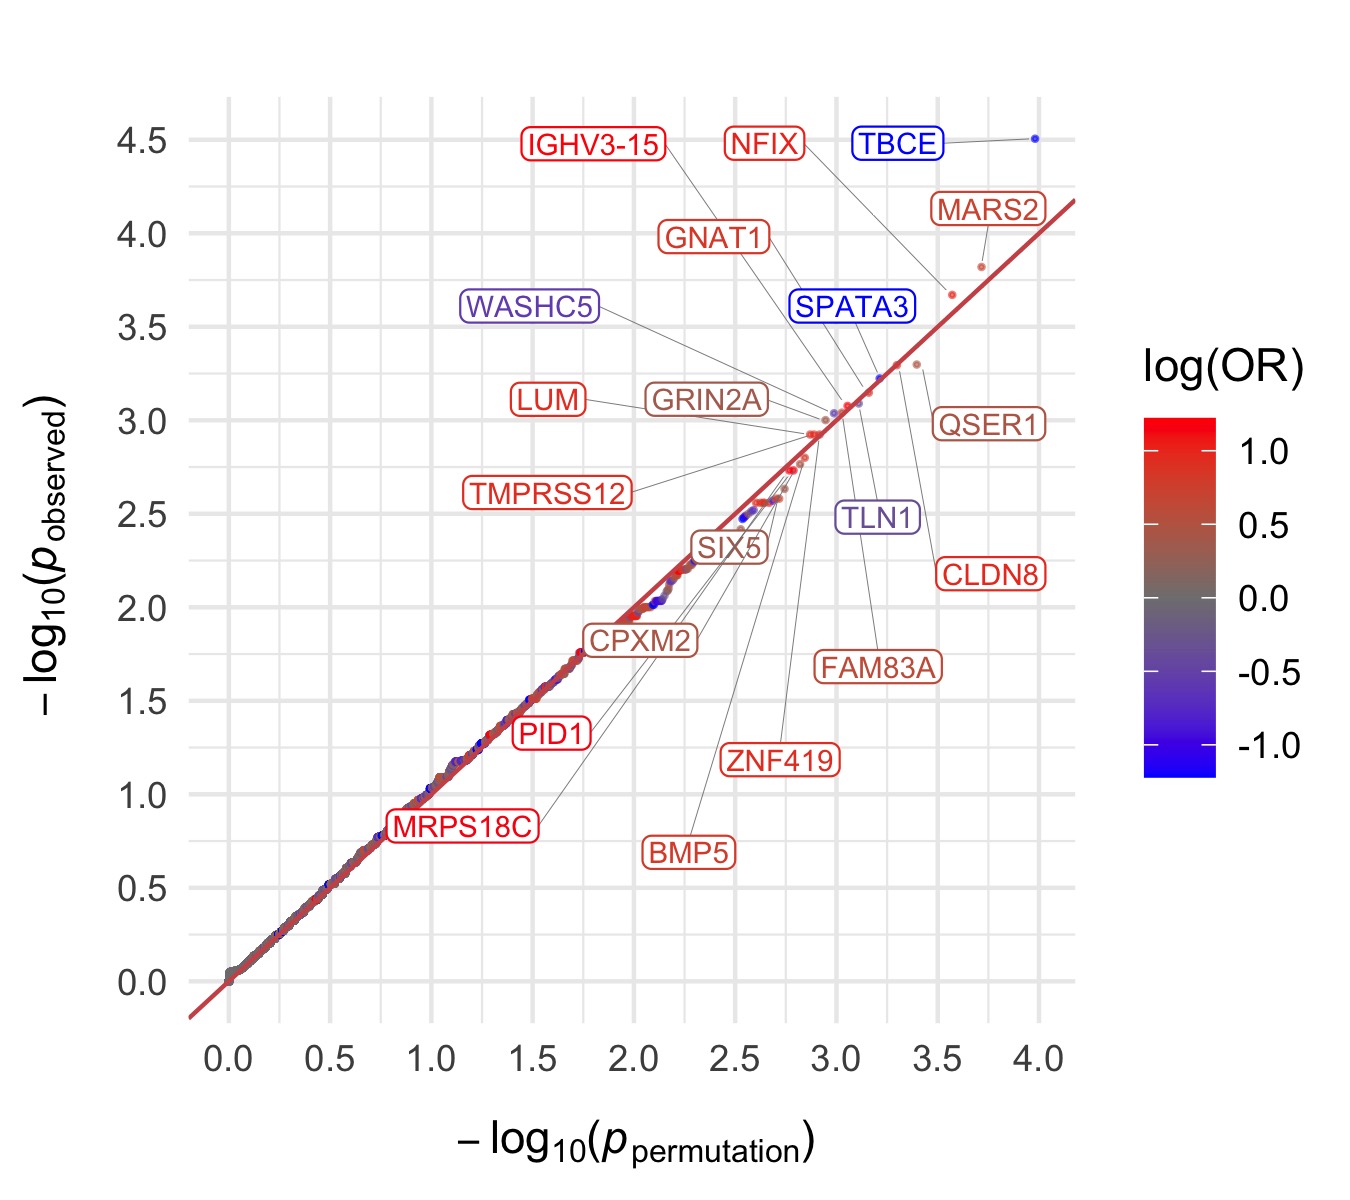 IGHV3-15
NFIX
TBCE
MARS2
GNAT1
WASHC5
SPATA3
LUM
GRIN2A
QSER1
TMPRSS12
TLN1
SIX5
CLDN8
CPXM2
FAM83A
PID1
ZNF419
MRPS18C
BMP5
4.5
4.0
3.5
3.0
2.5
2.0
1.5
1.0
0.5
0.0
0.0 0.5 1.0 1.5 2.0 2.5 3.0 3.5 4.0
− log10(p permutation)
− log10(p observed)
log(OR)
1.0
0.5
0.0
-0.5
-1.0